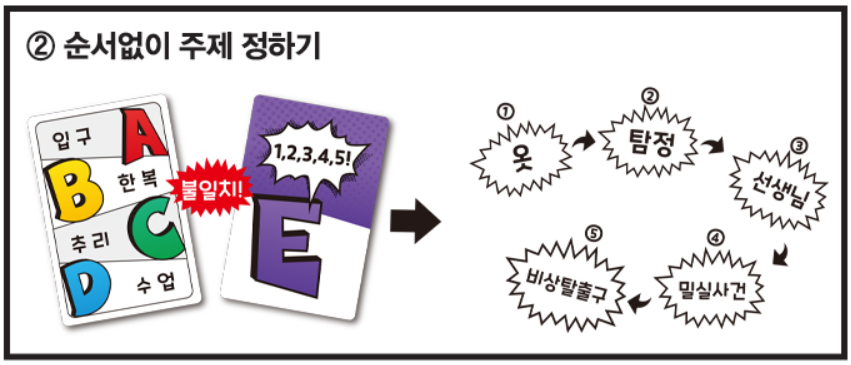 ② 순서없이 주제 정하기
입구
A
B
한복
추리
C
D
수업
불일치!
1,2,3,4,5!
E
①
옷
②
탐정
③
선생님
④
밀실사건
⑤
비상탈출구